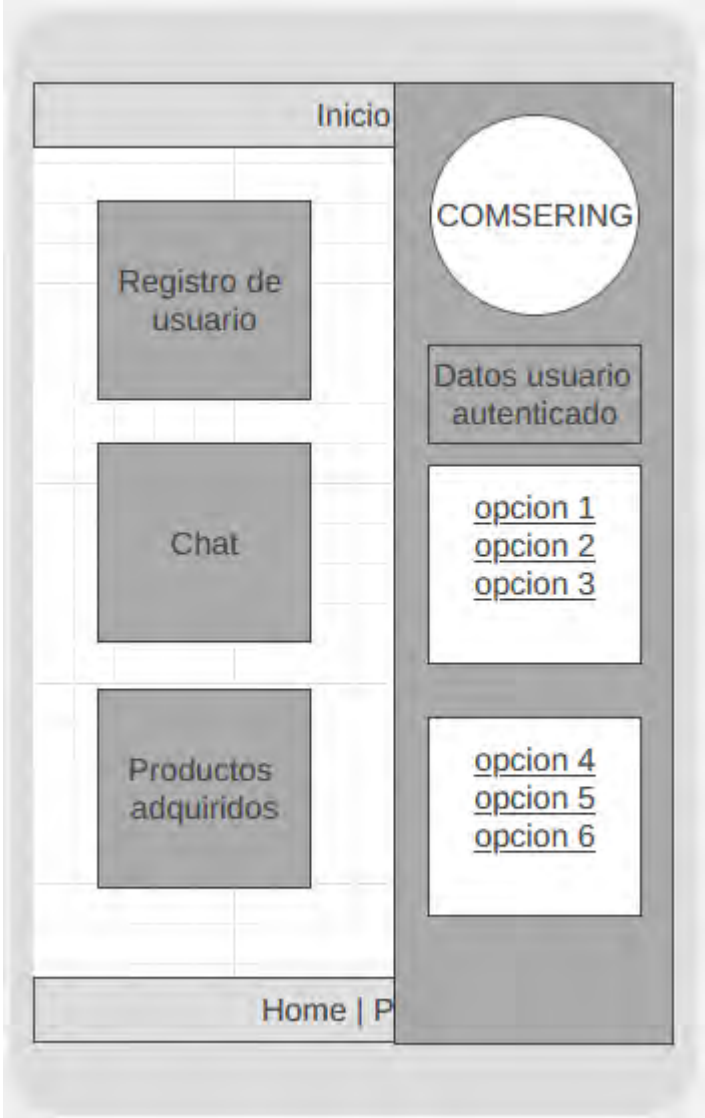 Inicio
Registro de
usuario
Chat
Productos
adquiridos
Home | P
COMSERING
Datos usuario
autenticado
opcion 1
opcion 2
opcion 3
opcion 4
opcion 5
opcion 6